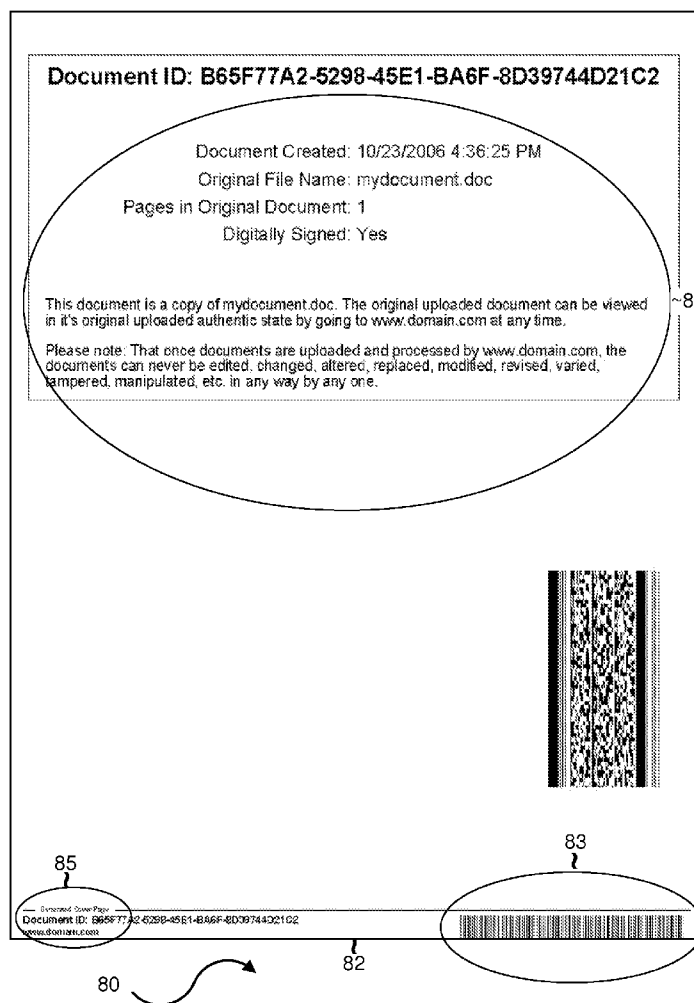 Document ID: B65F77A2-5298-45E1-BA6F-8D39744D21C2
Document Created: 10/23/2006 4:36:25 PM
Original File Name: mydocument.doc
Pages in Original Document: 1
Digitally Signed: Yes
~8
This document is a copy of mydocument.doc. The original uploaded document can be viewed
in it's original uploaded authentic state by going to www.domain.com at any time.
Please note: That once documents are uploaded and processed by www.domain.com, the
documents can never be edited, changed, altered, replaced, modified, revised, varied,
tampered, manipulated, etc. in any way by any one.
85
83
Generated Cover Page
Document ID: B65F77A2-5298-45E1-BA6F-8D39744D21C2
www.domain.com
82
80